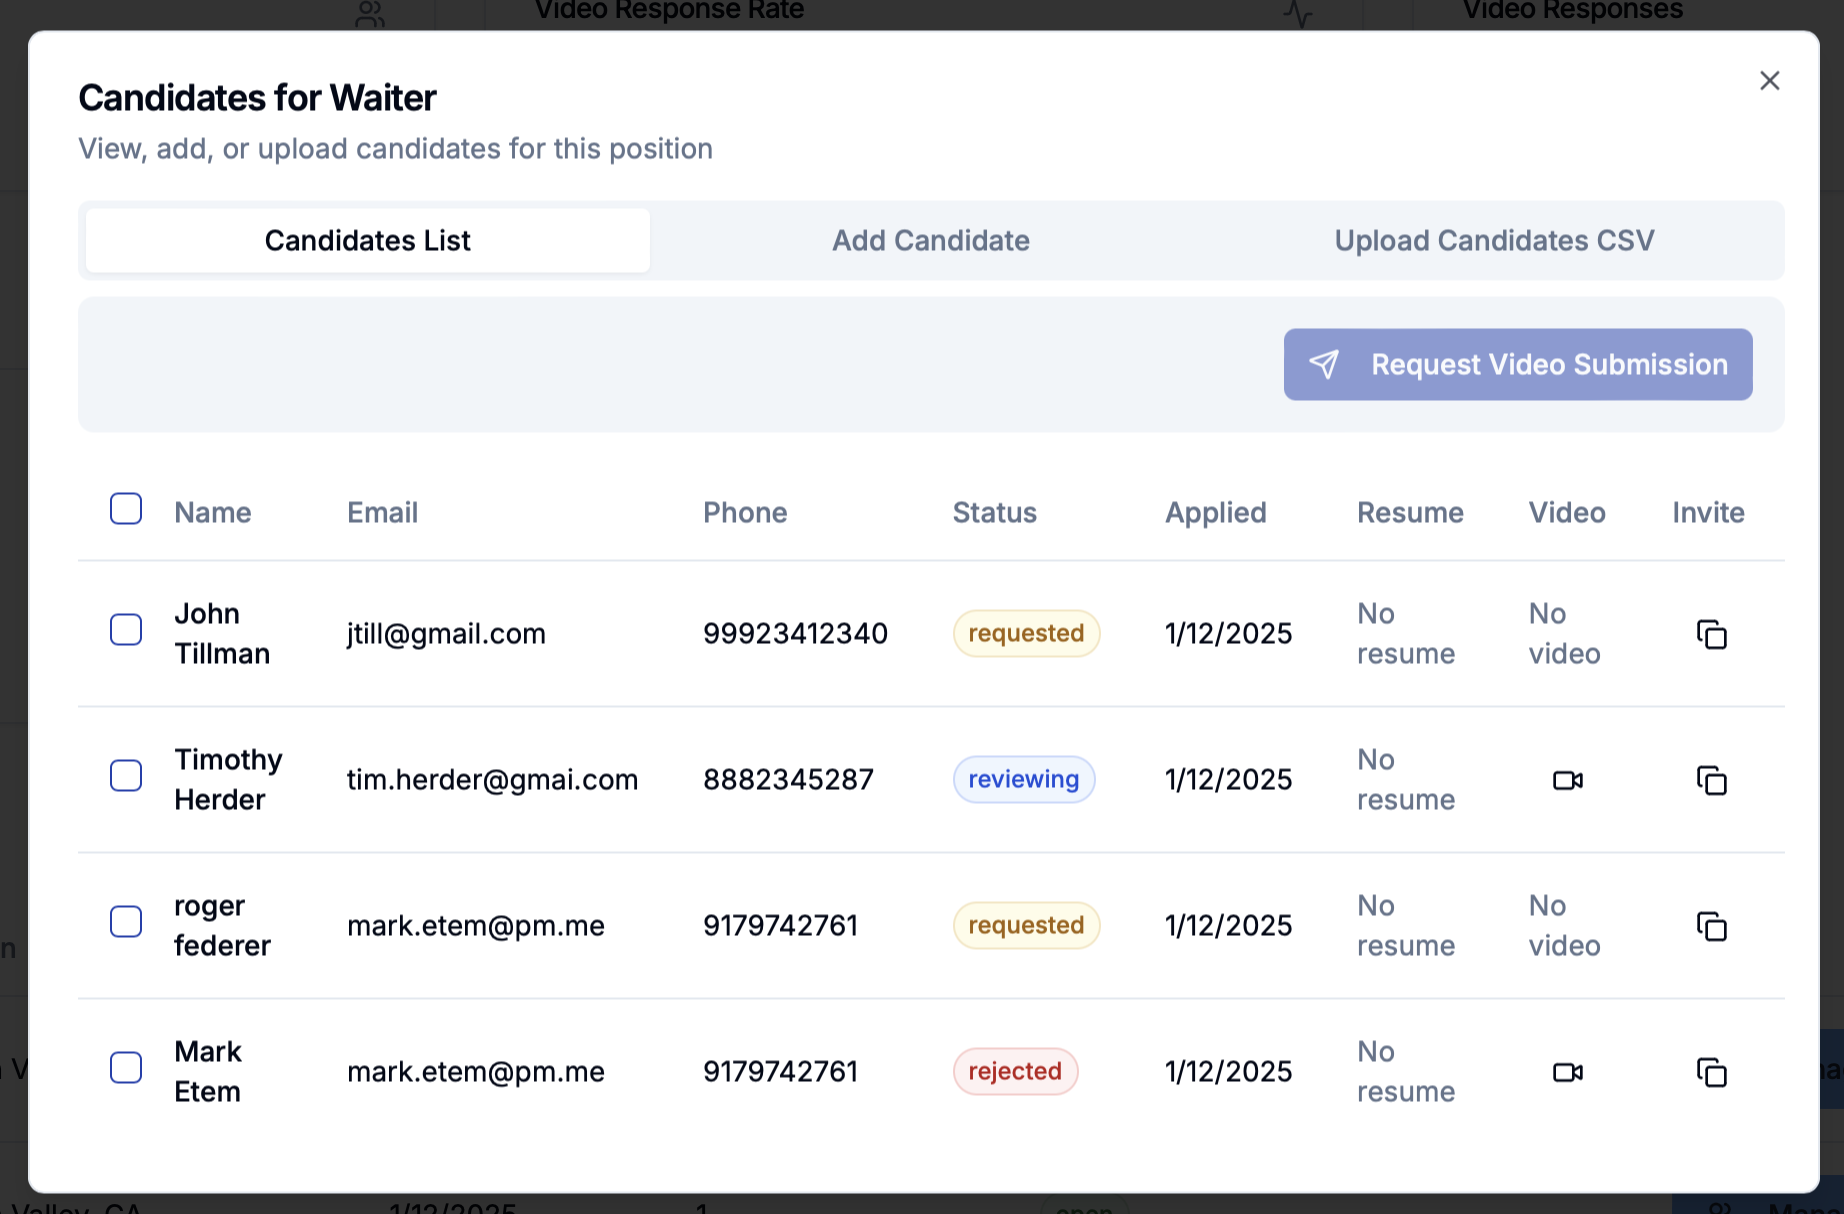 Video Response Rate
Video Responses
Candidates for Waiter
View, add, or upload candidates for this position
Candidates List
Add Candidate
Upload Candidates CSV
Request Video Submission
Name Email Phone Status Applied Resume Video Invite
John
Tillman
jtill@gmail.com
99923412340
requested
1/12/2025
No
resume
No
video
Timothy
Herder
tim.herder@gmai.com
8882345287
reviewing
1/12/2025
No
resume
roger
federer
mark.etem@pm.me
9179742761
requested
1/12/2025
No
resume
No
video
Mark
Etem
mark.etem@pm.me
9179742761
rejected
1/12/2025
No
resume
Valley, CA
1/12/2025
1
open